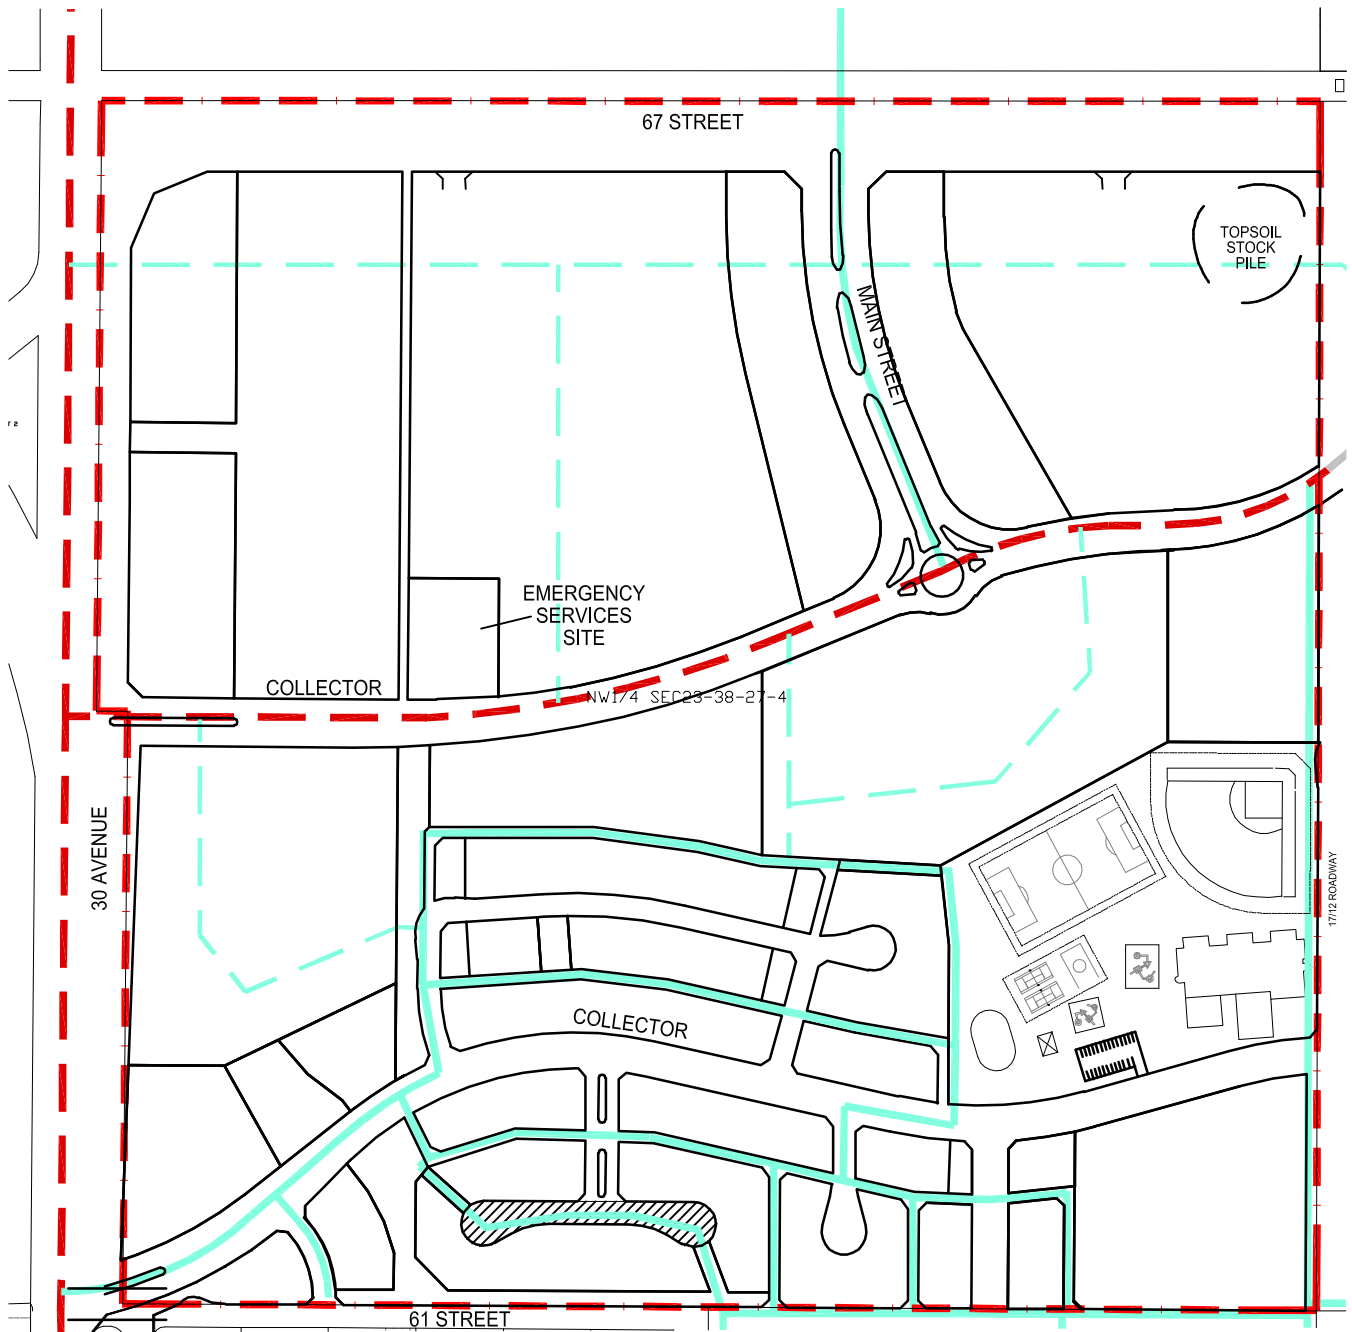 67 STREET
TOPSOIL
STOCK
PILE
MAIN STREET
EMERGENCY
SERVICES
SITE
COLLECTOR
NW1/4 SEC23-38-27-4
30 AVENUE
17/12 ROADWAY
COLLECTOR
61 STREET